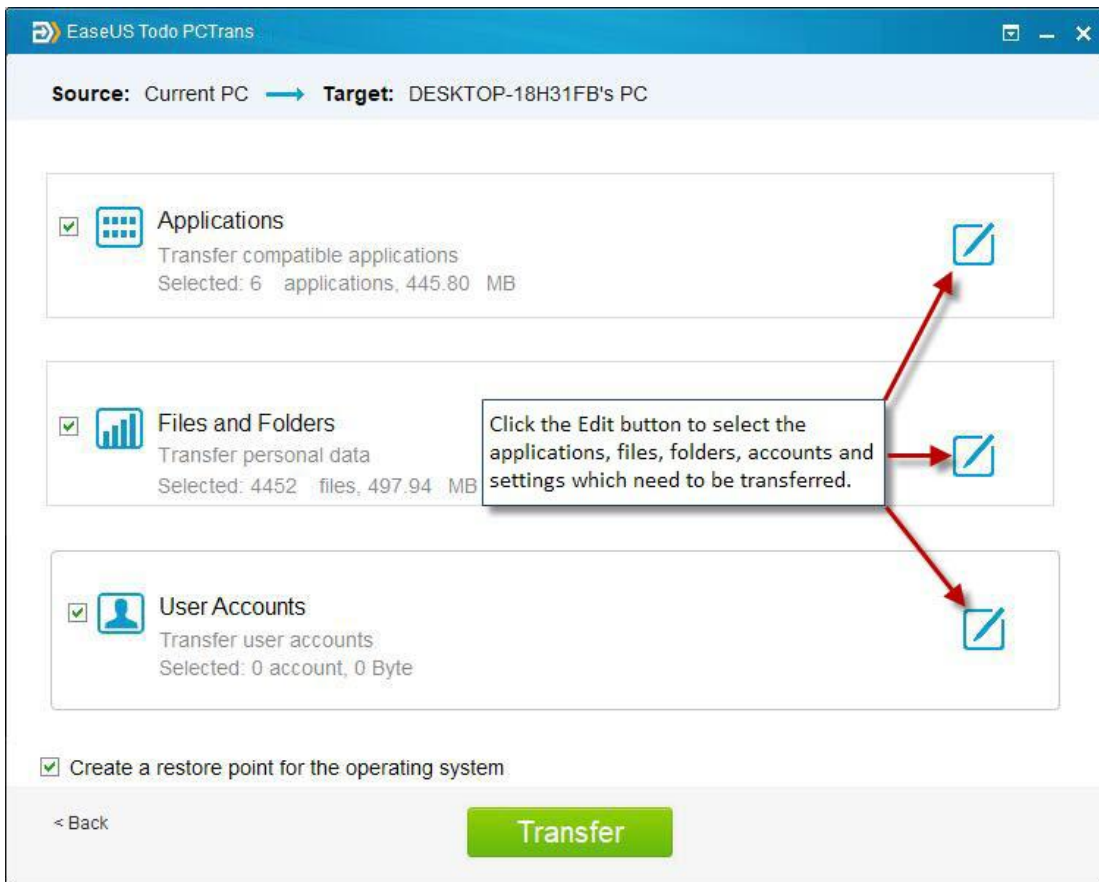 EaseUS Todo PCTrans
Source: Current PC Target: DESKTOP-18H31FB's PC
Applications
Transfer compatible applications
Selected: 6 applications, 445.80 MB
Files and Folders
Transfer personal data
Selected: 4452 files, 497.94 MB
Click the Edit button to select the
applications, files, folders, accounts and
settings which need to be transferred.
User Accounts
Transfer user accounts
Selected: 0 account, 0 Byte
Create a restore point for the operating system
< Back
Transfer